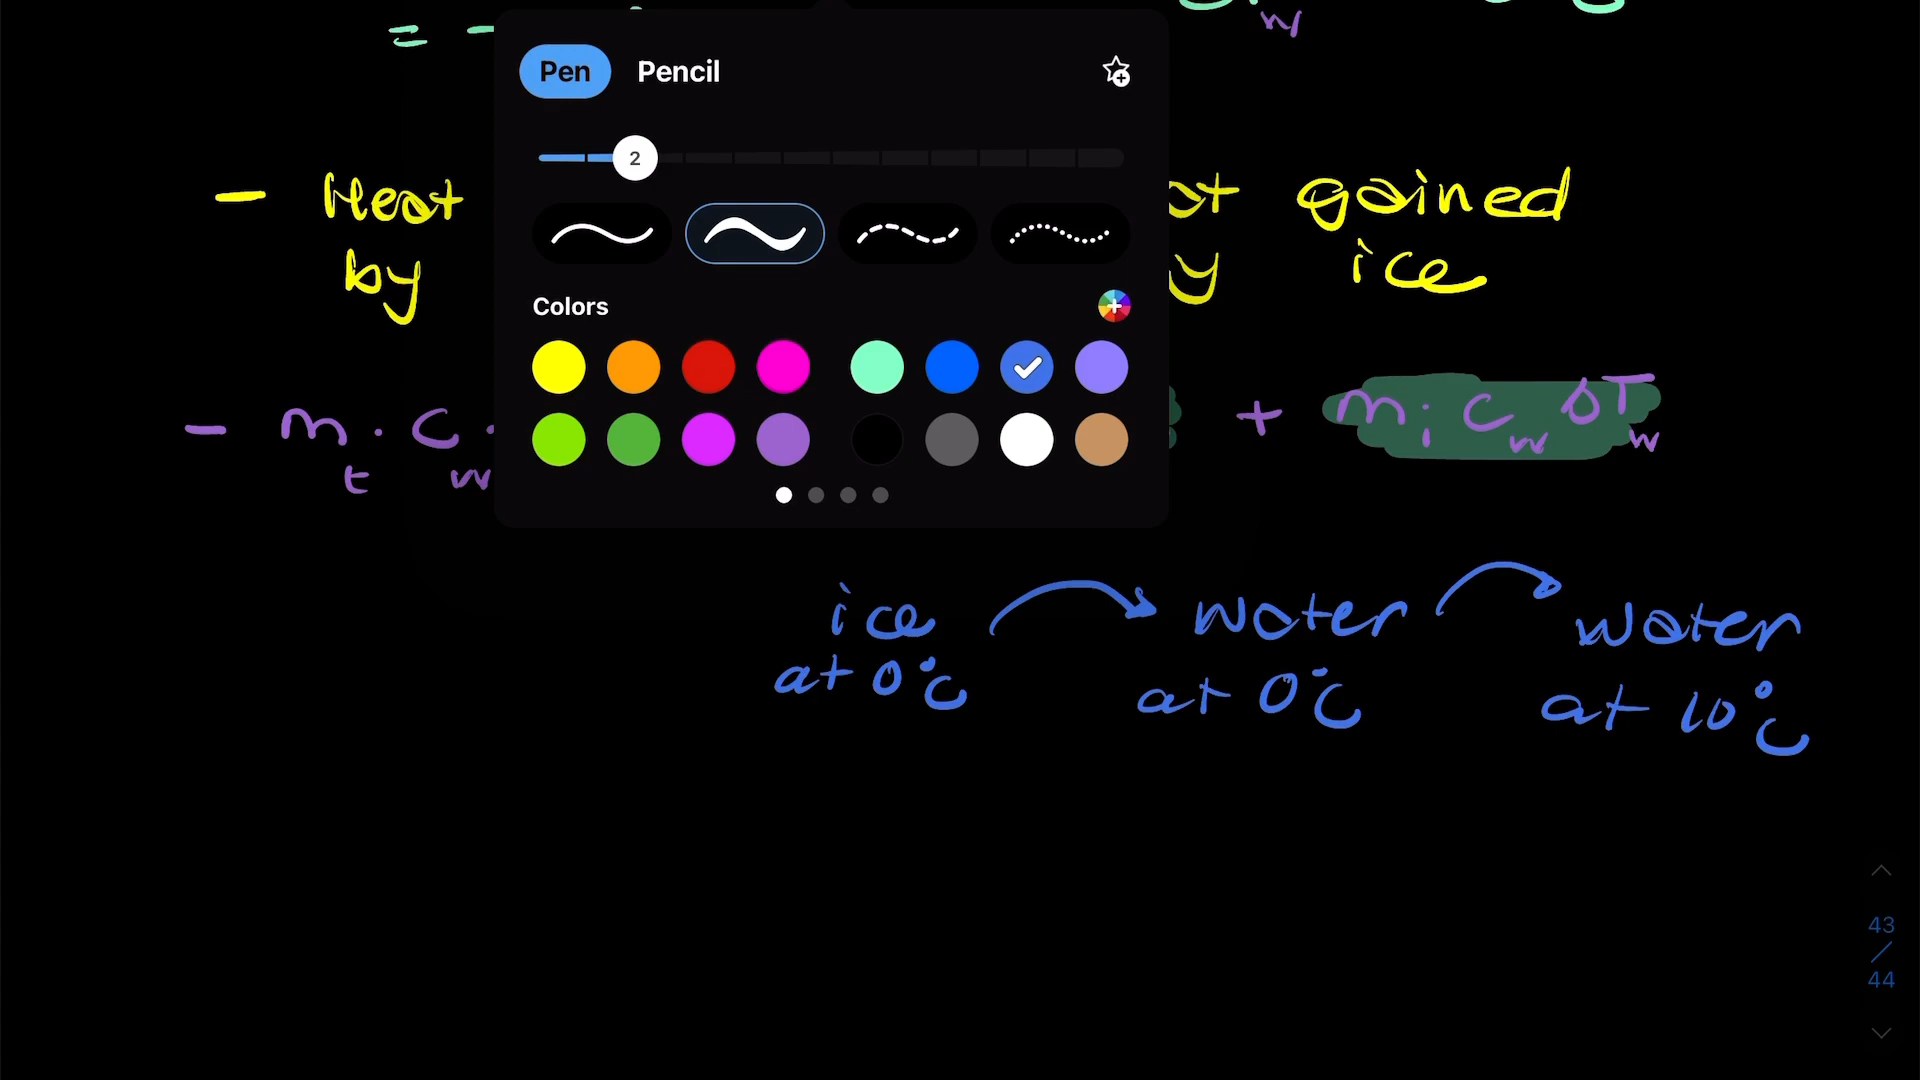 = -
w
Pen Pencil
2
- Heat gained
by y ice
Colors
- m . C .
t w
+ mi Cw ΔTw
ice water water
at 0°C at 0°C at 10°C
43
/
44